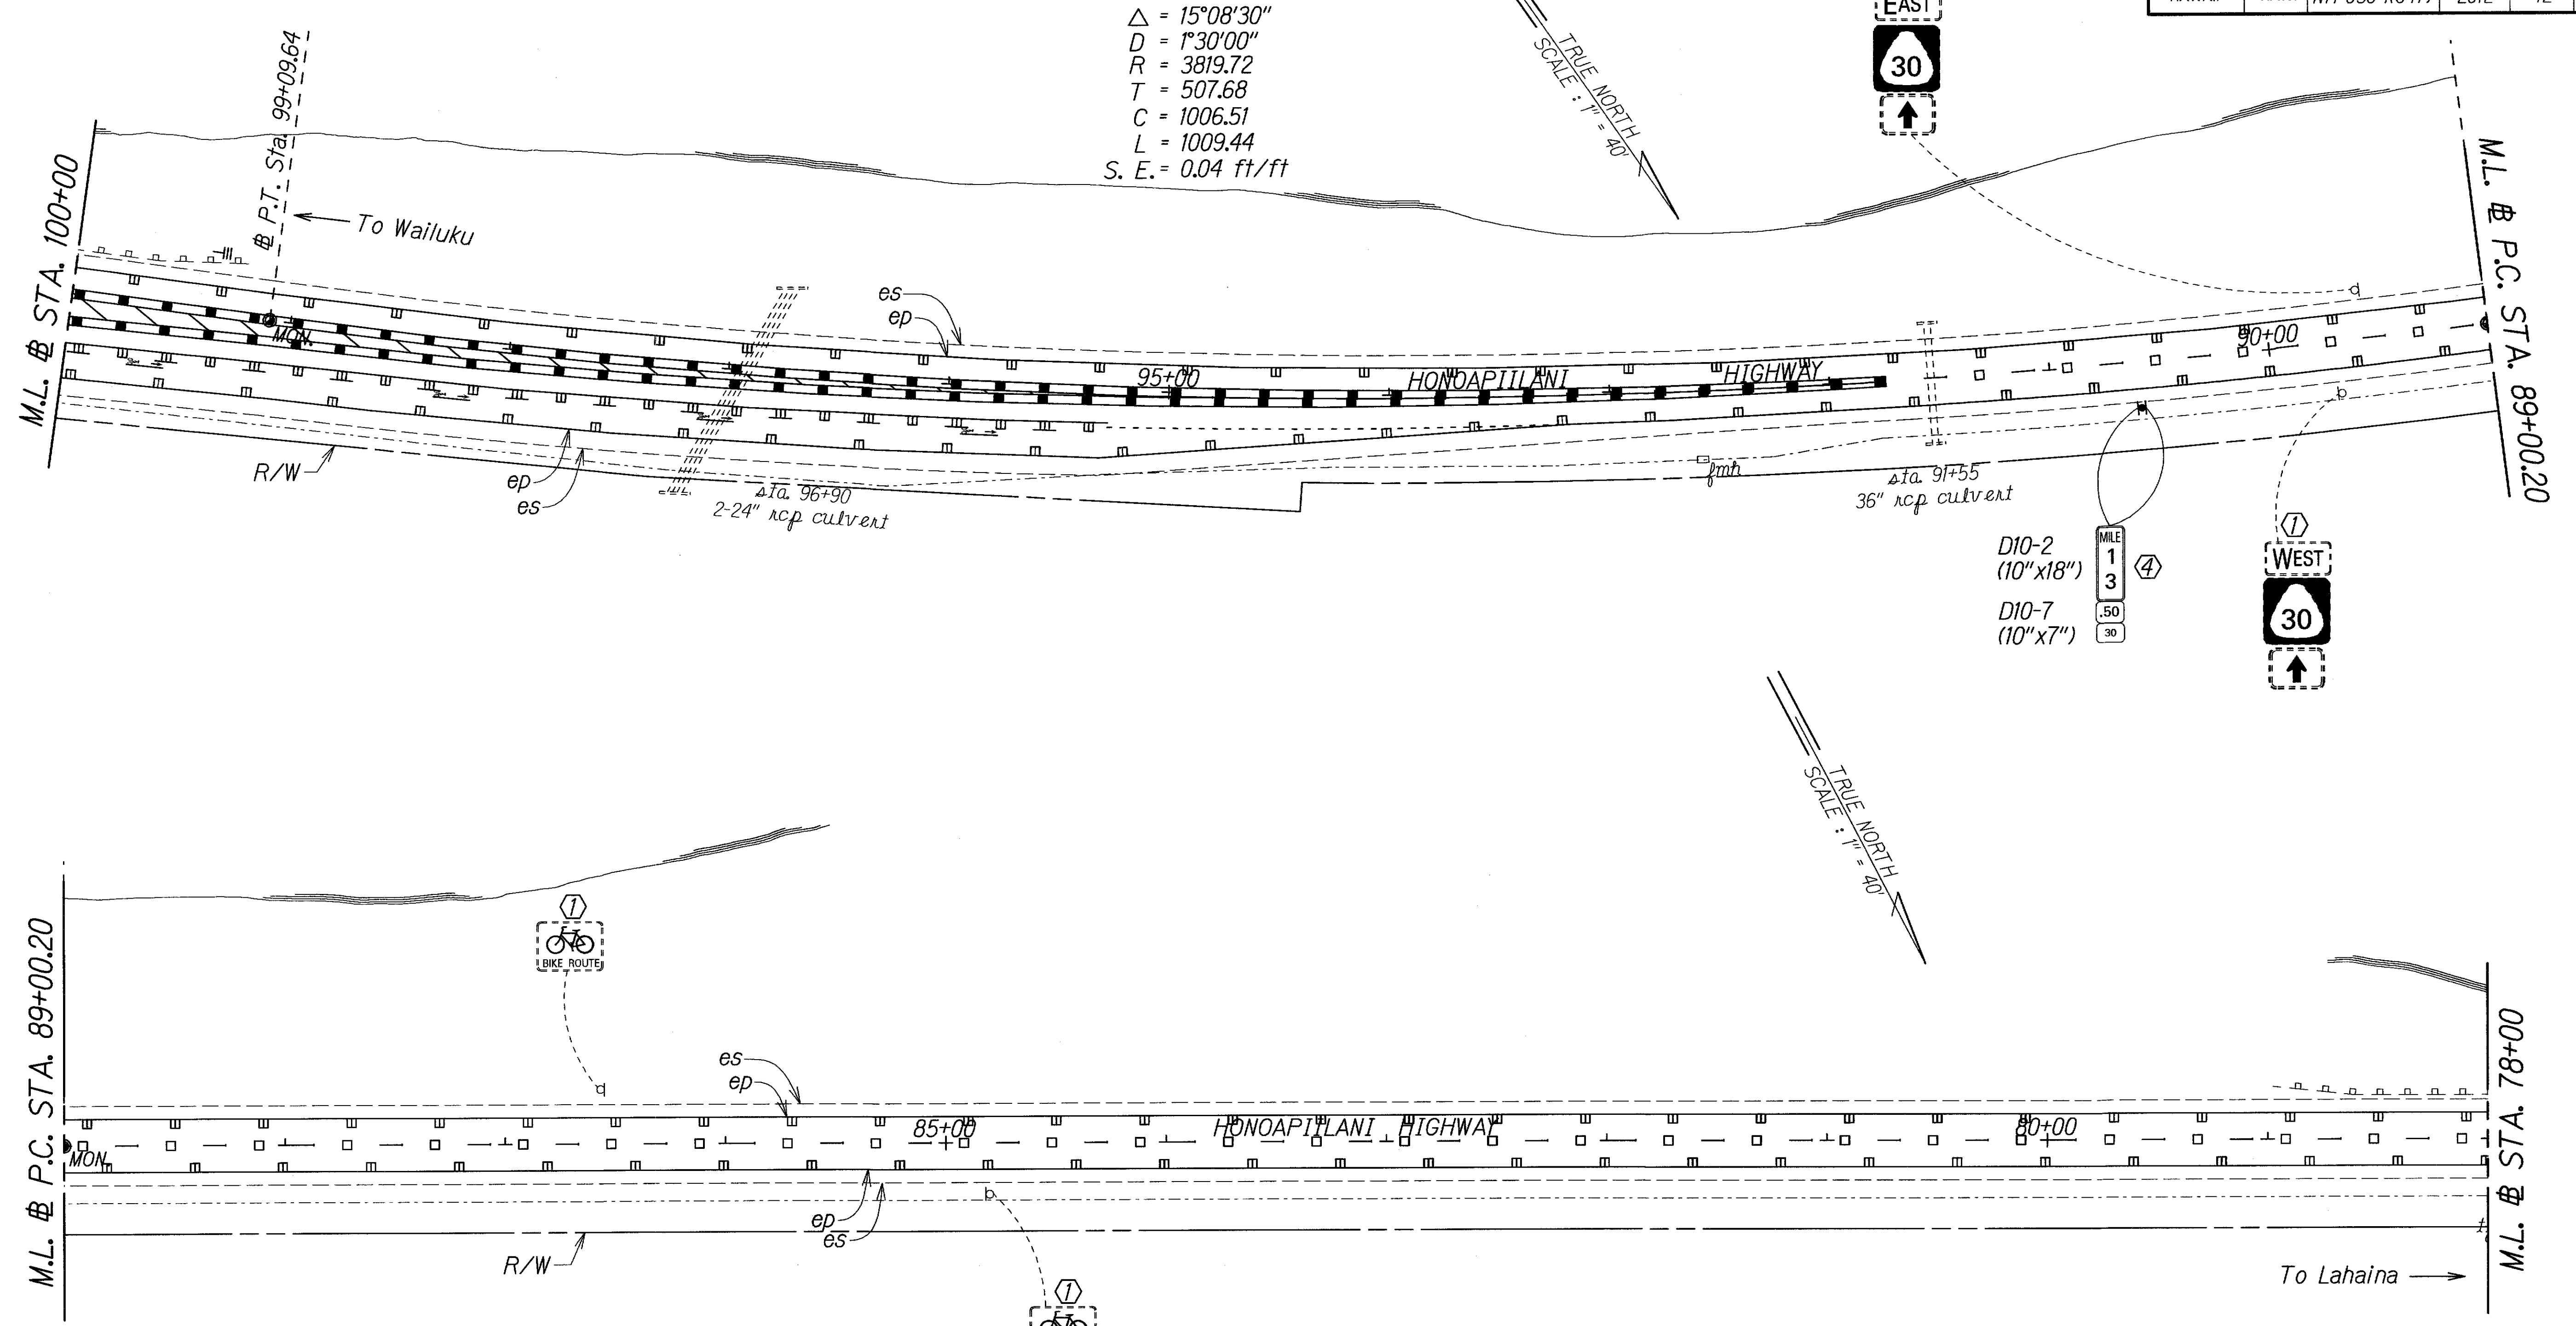 △ = 15°08'30"
D = 1°30'00"
R = 3819.72
T = 507.68
C = 1006.51
L = 1009.44
S. E. = 0.04 ft/ft
TRUE NORTH
SCALE : 1" = 40'
EAST
30
M.L. ₧ STA. 100+00
₧ P.T. Sta. 99+09.64
To Wailuku
MON.
es
ep
95+00
HONOAPIILANI HIGHWAY
90+00
M.L. ₧ P.C. STA. 89+00.20
R/W
ep
es
sta. 96+90
2-24" rcp culvert
fmh
sta. 91+55
36" rcp culvert
D10-2
(10"x18")
MILE
1
3
4
D10-7
(10"x7")
.50
30
1
WEST
30
TRUE NORTH
SCALE : 1" = 40'
M.L. ₧ P.C. STA. 89+00.20
1
BIKE ROUTE
es
ep
MON.
85+00
HONOAPIILANI HIGHWAY
80+00
M.L. ₧ STA. 78+00
ep
es
R/W
To Lahaina
1